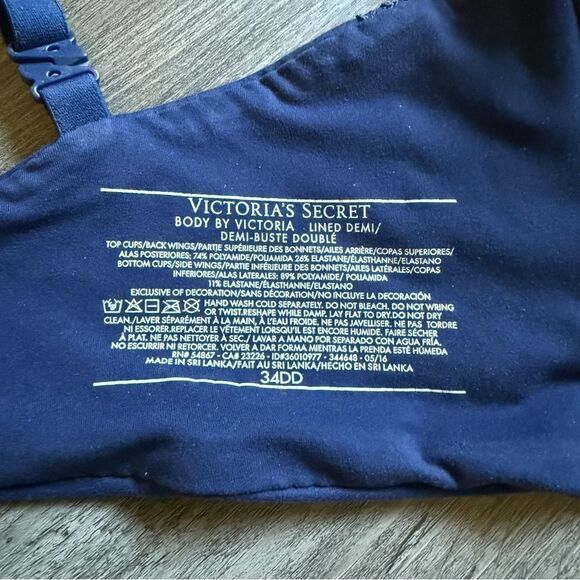 VICTORIA'S SECRET
BODY BY VICTORIA LINED DEMI/
DEMI-BUSTE DOUBLÉ
TOP CUPS/BACK WINGS/PARTIE SUPÉRIEURE DES BONNETS/AILES ARRIÈRE/COPAS SUPERIORES/
ALAS POSTERIORES: 74% POLYAMIDE/POLIAMIDA 26% ELASTANE/ÉLASTHANNE/ELASTANO
BOTTOM CUPS/SIDE WINGS/PARTIE INFÉRIEURE DES BONNETS/AILES LATÉRALES/COPAS
INFERIORES/ALAS LATERALES: 89% POLYAMIDE/ POLIAMIDA
11% ELASTANE/ÉLASTHANNE/ELASTANO
EXCLUSIVE OF DECORATION/SANS DÉCORATION/NO INCLUYE LA DECORACIÓN
HAND WASH COLD SEPARATELY. DO NOT BLEACH. DO NOT WRING
OR TWIST.RESHAPE WHILE DAMP. LAY FLAT TO DRY.DO NOT DRY
CLEAN./LAVER SÉPARÉMENT À LA MAIN, À L'EAU FROIDE. NE PAS JAVELLISER. NE PAS TORDRE
NI ESSORER.REPLACER LE VÊTEMENT LORSQU'IL EST ENCORE HUMIDE. FAIRE SÉCHER
À PLAT. NE PAS NETTOYER À SEC./ LAVAR A MANO POR SEPARADO CON AGUA FRÍA.
NO ESCURRIR NI RETORCER. VOLVER A DAR FORMA MIENTRAS LA PRENDA ESTÉ HÚMEDA
RN# 54867 - CA# 23226 - ID#36010977 - 344648 - 05/16
MADE IN SRI LANKA/FAIT AU SRI LANKA/HECHO EN SRI LANKA
34DD